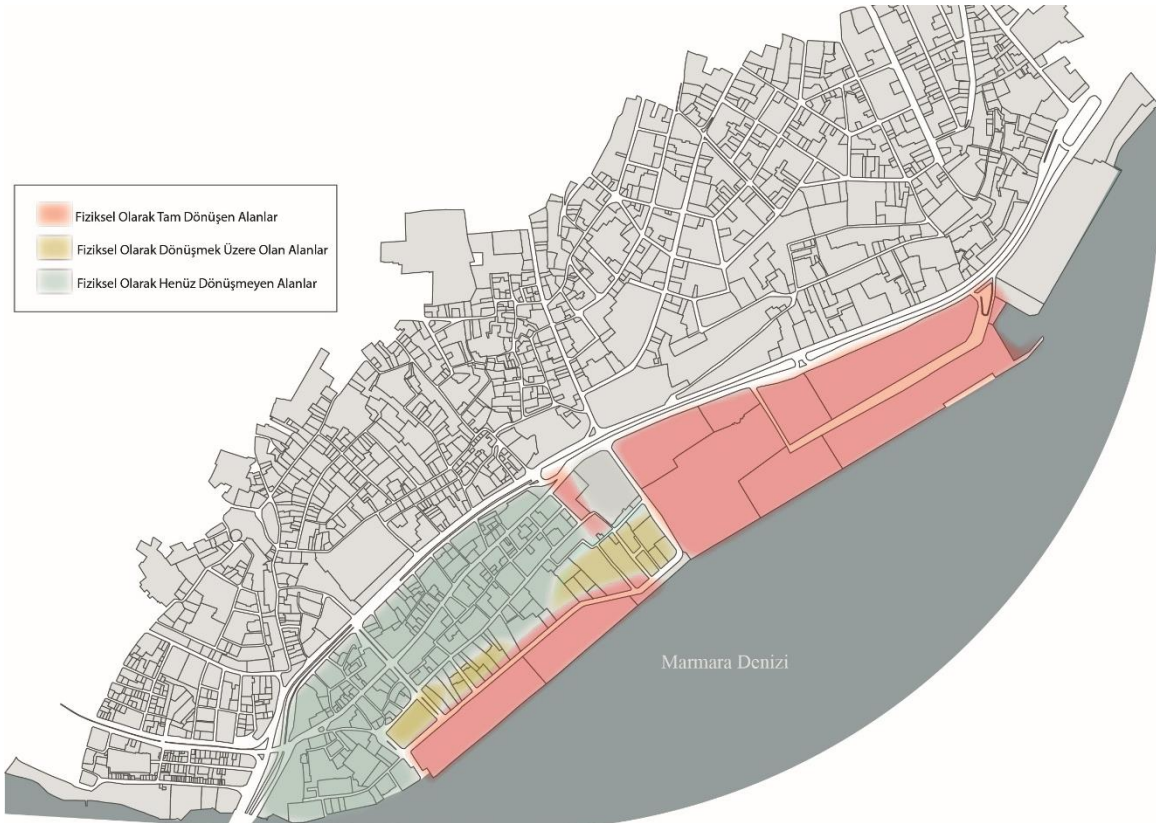 Fiziksel Olarak Tam Dönüşen Alanlar
Fiziksel Olarak Dönüşmek Üzere Olan Alanlar
Fiziksel Olarak Henüz Dönüşmeyen Alanlar
Marmara Denizi